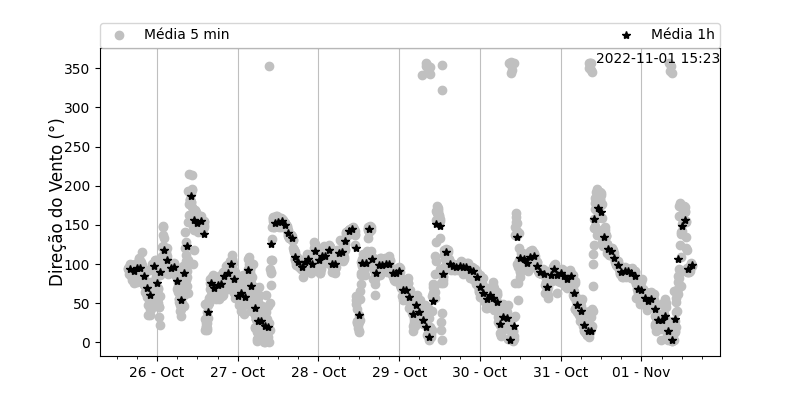 Média 5 min
Média 1h
2022-11-01 15:23
Direção do Vento (°)
350
300
250
200
150
100
50
0
26 - Oct
27 - Oct
28 - Oct
29 - Oct
30 - Oct
31 - Oct
01 - Nov